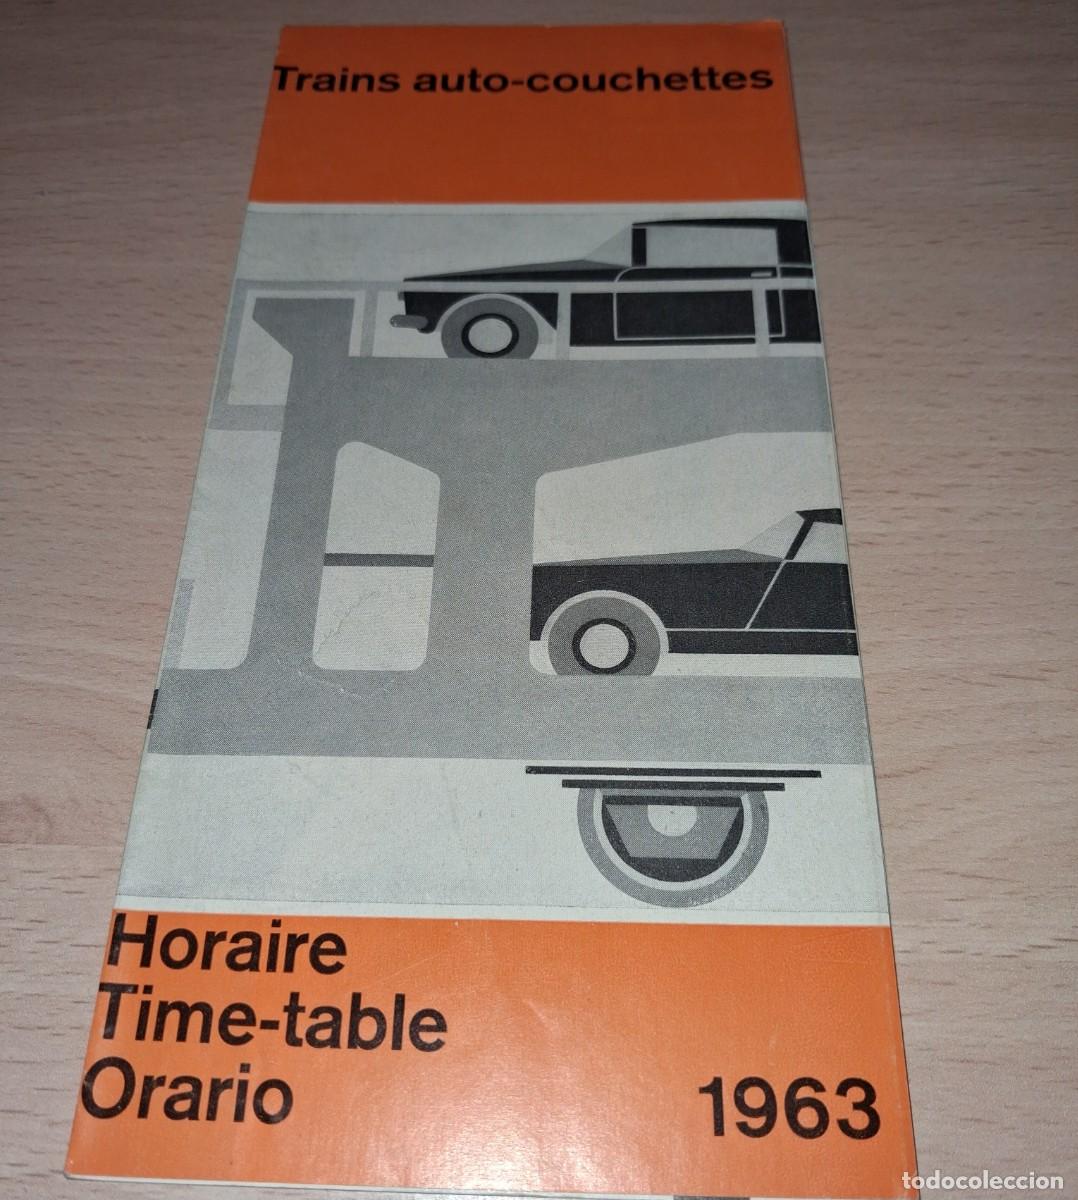 Trains auto-couchettes
Horaire
Time-table
Orario
1963
todocoleccion